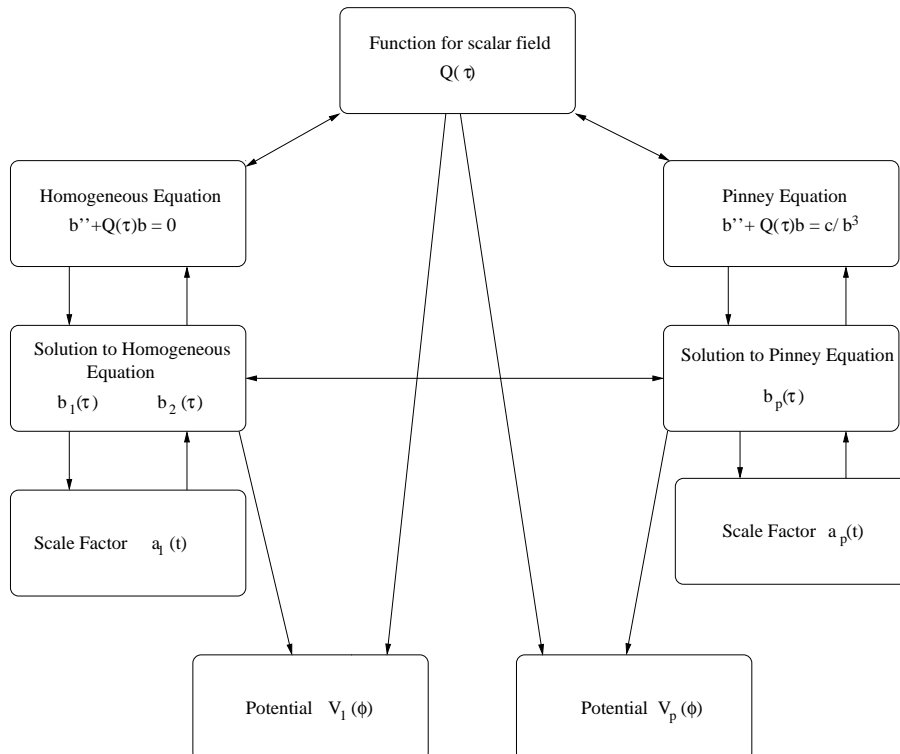 Function for scalar field
Q(τ)
Homogeneous Equation
b’’+Q(τ)b = 0
Pinney Equation
b’’+ Q(τ)b = c/ b³
Solution to Homogeneous
Equation
b₁(τ) b₂(τ)
Solution to Pinney Equation
bₚ(τ)
Scale Factor a₁(t)
Scale Factor aₚ(t)
Potential V₁(ϕ)
Potential Vₚ(ϕ)